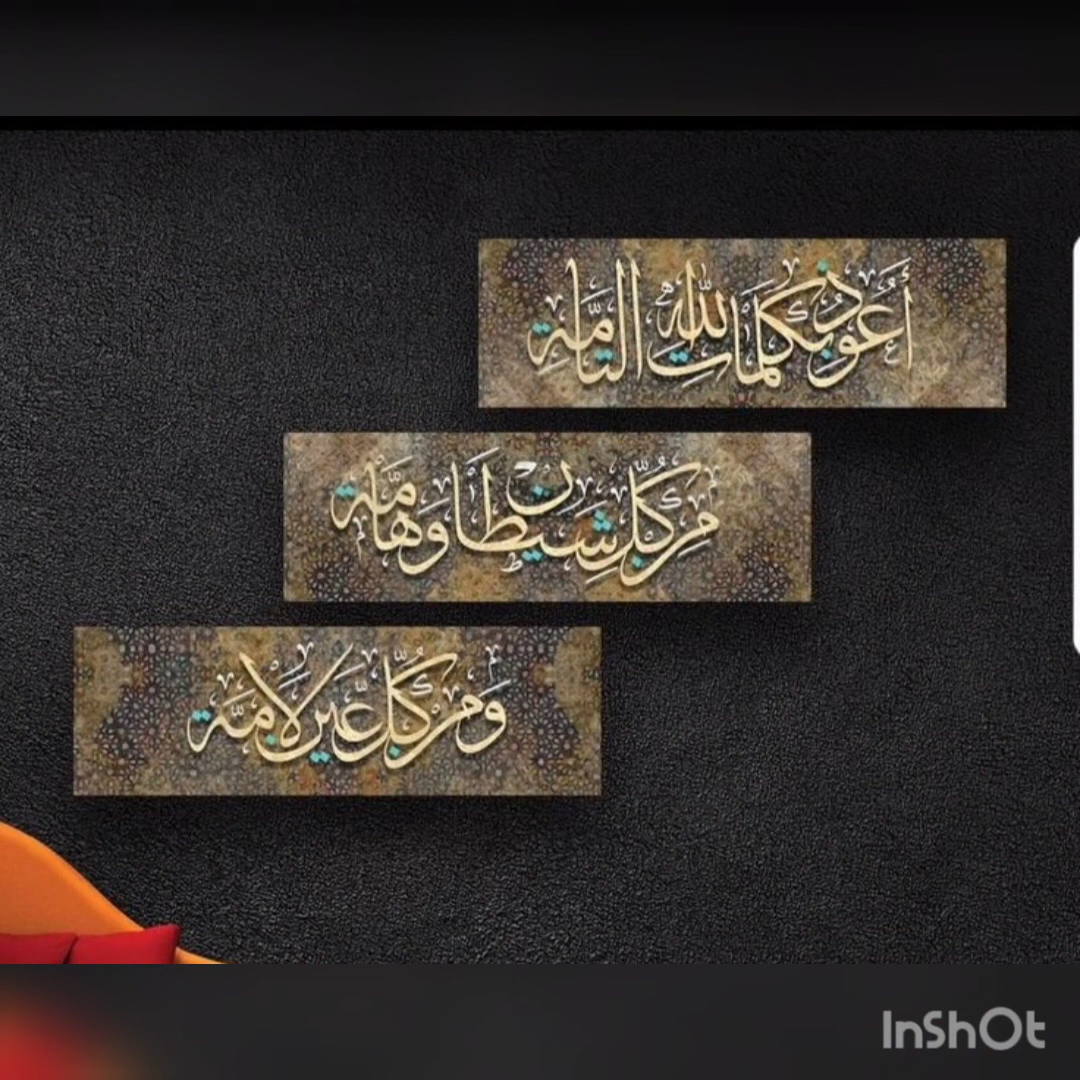 أعوذ بكلمات الله التامة
من كل شيطان وهامة
ومن كل عين لامة
InShOt